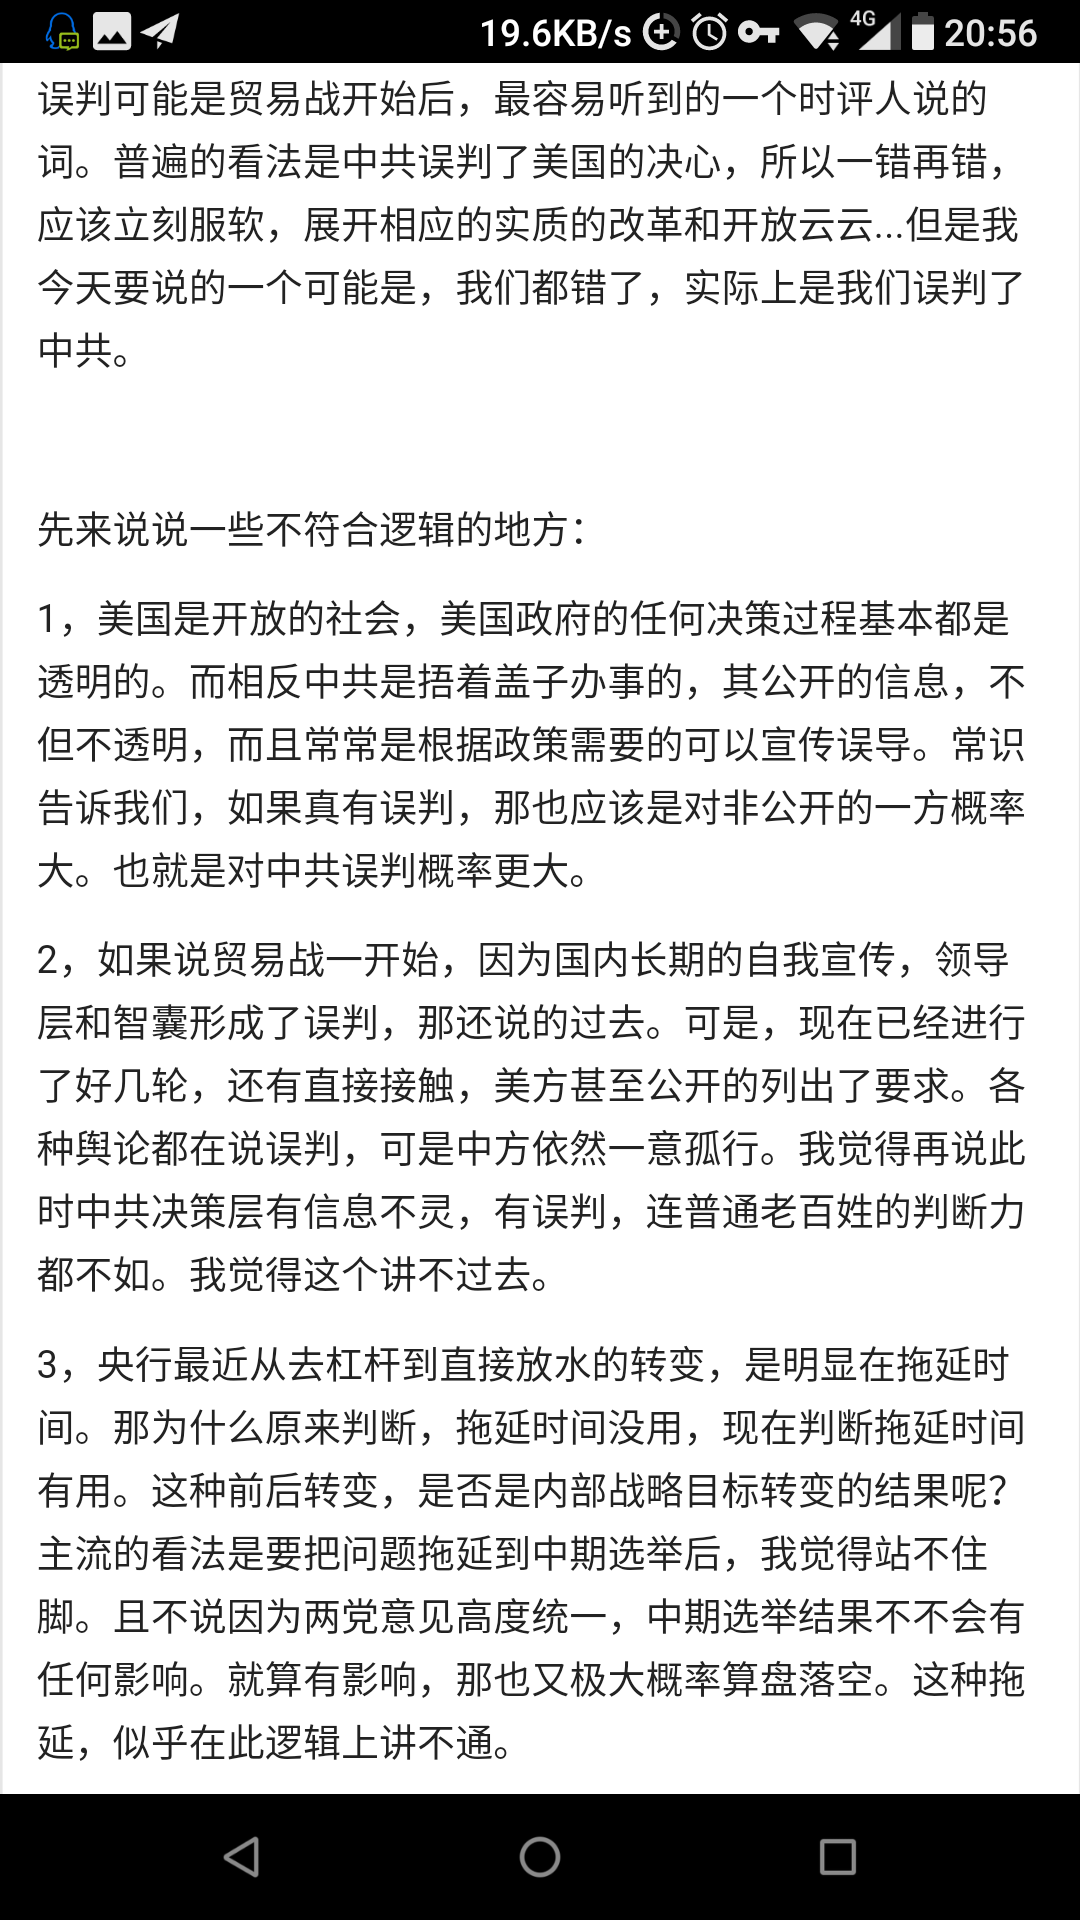 19.6KB/s 4G 20:56
误判可能是贸易战开始后，最容易听到的一个时评人说的
词。普遍的看法是中共误判了美国的决心，所以一错再错，
应该立刻服软，展开相应的实质的改革和开放云云...但是我
今天要说的一个可能是，我们都错了，实际上是我们误判了
中共。
先来说说一些不符合逻辑的地方：
1，美国是开放的社会，美国政府的任何决策过程基本都是
透明的。而相反中共是捂着盖子办事的，其公开的信息，不
但不透明，而且常常是根据政策需要的可以宣传误导。常识
告诉我们，如果真有误判，那也应该是对非公开的一方概率
大。也就是对中共误判概率更大。
2，如果说贸易战一开始，因为国内长期的自我宣传，领导
层和智囊形成了误判，那还说的过去。可是，现在已经进行
了好几轮，还有直接接触，美方甚至公开的列出了要求。各
种舆论都在说误判，可是中方依然一意孤行。我觉得再说此
时中共决策层有信息不灵，有误判，连普通老百姓的判断力
都不如。我觉得这个讲不过去。
3，央行最近从去杠杆到直接放水的转变，是明显在拖延时
间。那为什么原来判断，拖延时间没用，现在判断拖延时间
有用。这种前后转变，是否是内部战略目标转变的结果呢？
主流的看法是要把问题拖延到中期选举后，我觉得站不住
脚。且不说因为两党意见高度统一，中期选举结果不不会有
任何影响。就算有影响，那也又极大概率算盘落空。这种拖
延，似乎在此逻辑上讲不通。